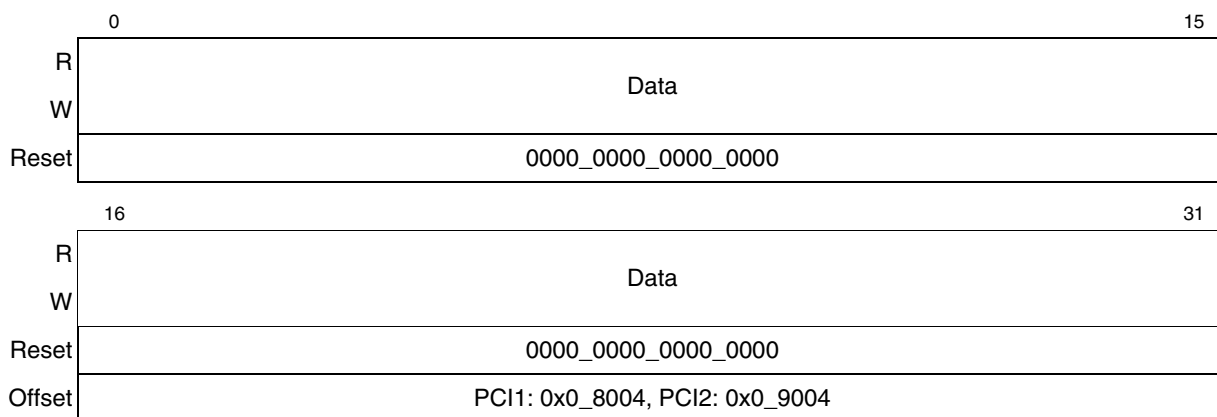 0 15
R
Data
W
Reset 0000_0000_0000_0000
16 31
R
Data
W
Reset 0000_0000_0000_0000
Offset PCI1: 0x0_8004, PCI2: 0x0_9004